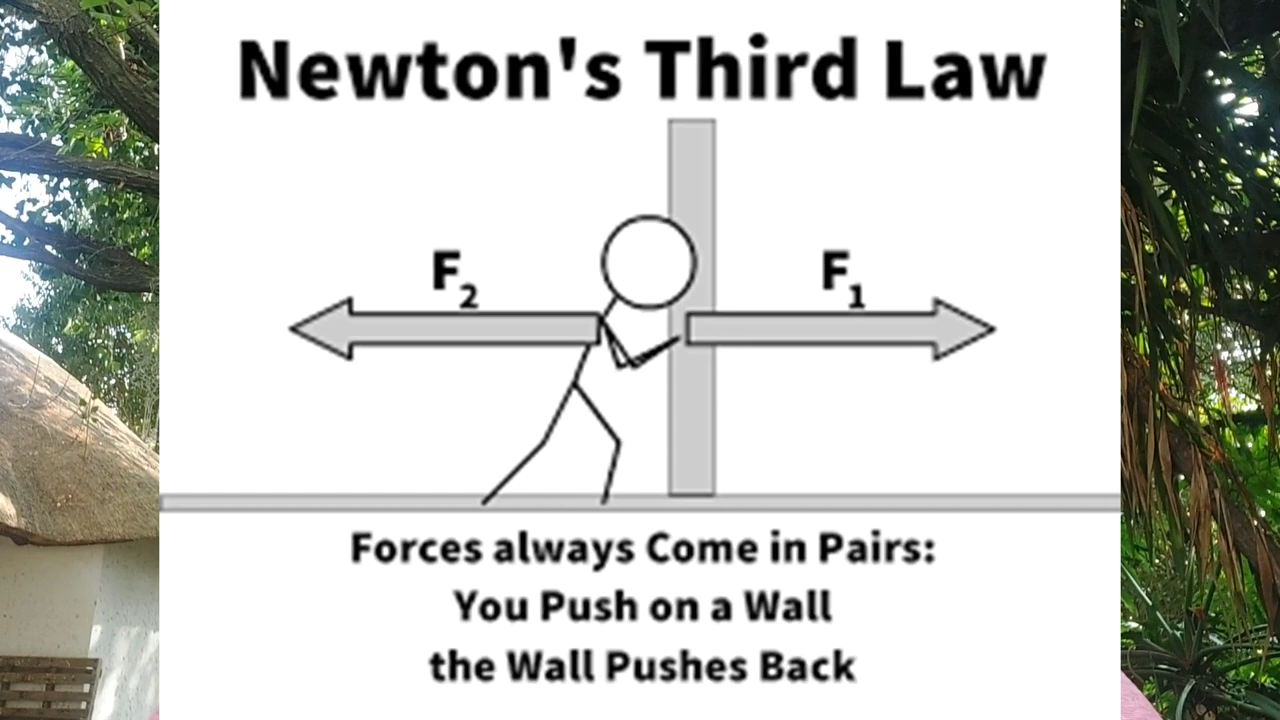 Newton's Third Law
F2
F1
Forces always Come in Pairs:
You Push on a Wall
the Wall Pushes Back